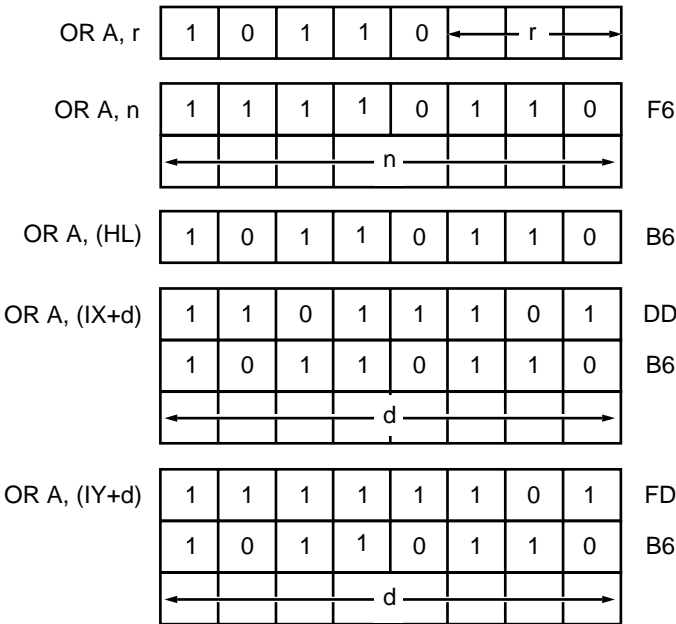 OR A, r 1 0 1 1 0 r
OR A, n 1 1 1 1 0 1 1 0 F6
n
OR A, (HL) 1 0 1 1 0 1 1 0 B6
OR A, (IX+d) 1 1 0 1 1 1 0 1 DD
1 0 1 1 0 1 1 0 B6
d
OR A, (IY+d) 1 1 1 1 1 1 0 1 FD
1 0 1 1 0 1 1 0 B6
d